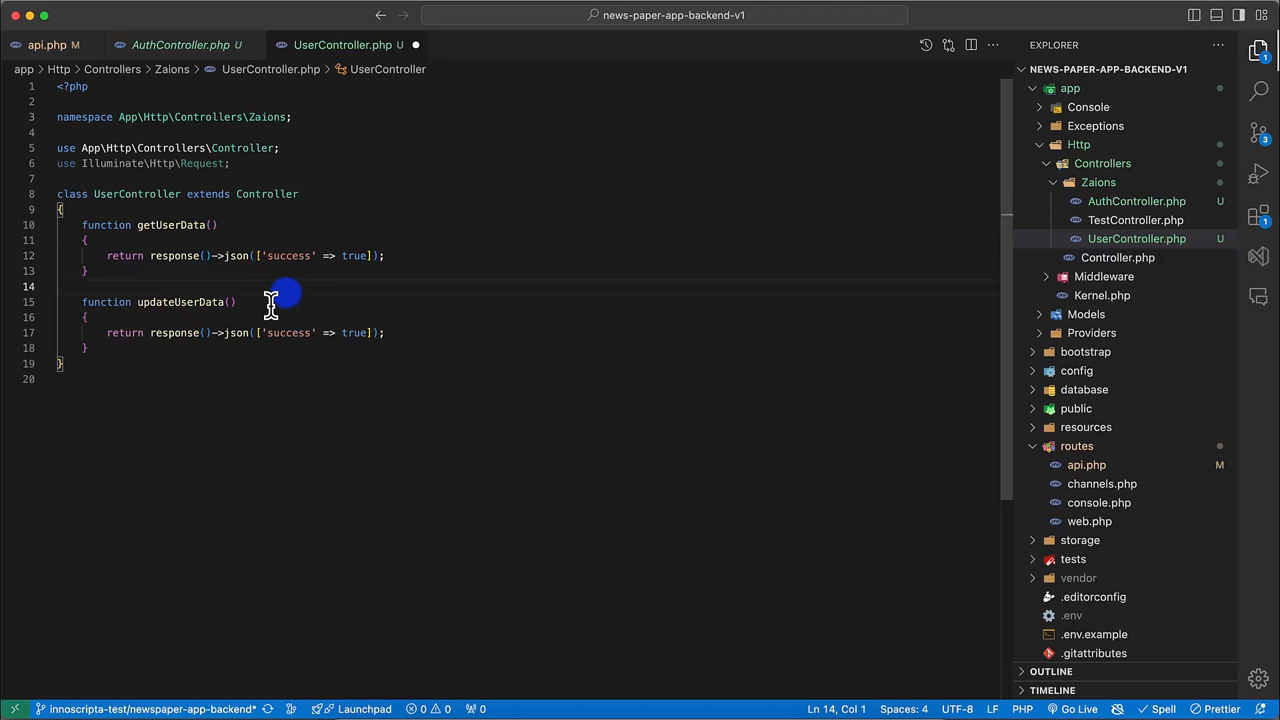 news-paper-app-backend-v1
api.php M
AuthController.php U
UserController.php U
EXPLORER
app > Http > Controllers > Zaions > UserController.php > UserController
1 <?php
2
3 namespace App\Http\Controllers\Zaions;
4
5 use App\Http\Controllers\Controller;
6 use Illuminate\Http\Request;
7
8 class UserController extends Controller
9 {
10 function getUserData()
11 {
12 return response()->json(['success' => true]);
13 }
14
15 function updateUserData()
16 {
17 return response()->json(['success' => true]);
18 }
19 }
20
NEWS-PAPER-APP-BACKEND-V1
app
Console
Exceptions
Http
Controllers
Zaions
AuthController.php U
TestController.php
UserController.php U
Controller.php
Middleware
Kernel.php
Models
Providers
bootstrap
config
database
public
resources
routes
api.php M
channels.php
console.php
web.php
storage
tests
vendor
.editorconfig
.env
.env.example
.gitattributes
OUTLINE
TIMELINE
1
3
1
innoscripta-test/newspaper-app-backend* Launchpad 0 0 0 Ln 14, Col 1 Spaces: 4 UTF-8 LF PHP Go Live Spell Prettier